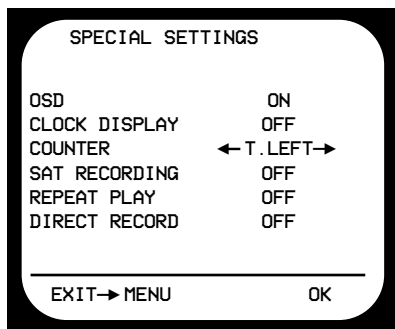 SPECIAL SETTINGS
OSD ON
CLOCK DISPLAY OFF
COUNTER ←T.LEFT→
SAT RECORDING OFF
REPEAT PLAY OFF
DIRECT RECORD OFF
EXIT→MENU OK